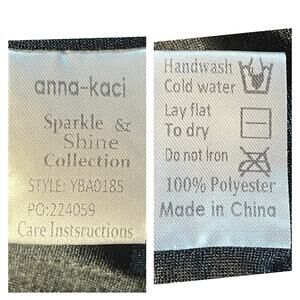 anna-kaci
Sparkle &
Shine
Collection
STYLE: YBA0185
PO:224059
Care Instsructions
Handwash
Cold water
Lay flat
To dry
Do not Iron
100% Polyester
Made in China